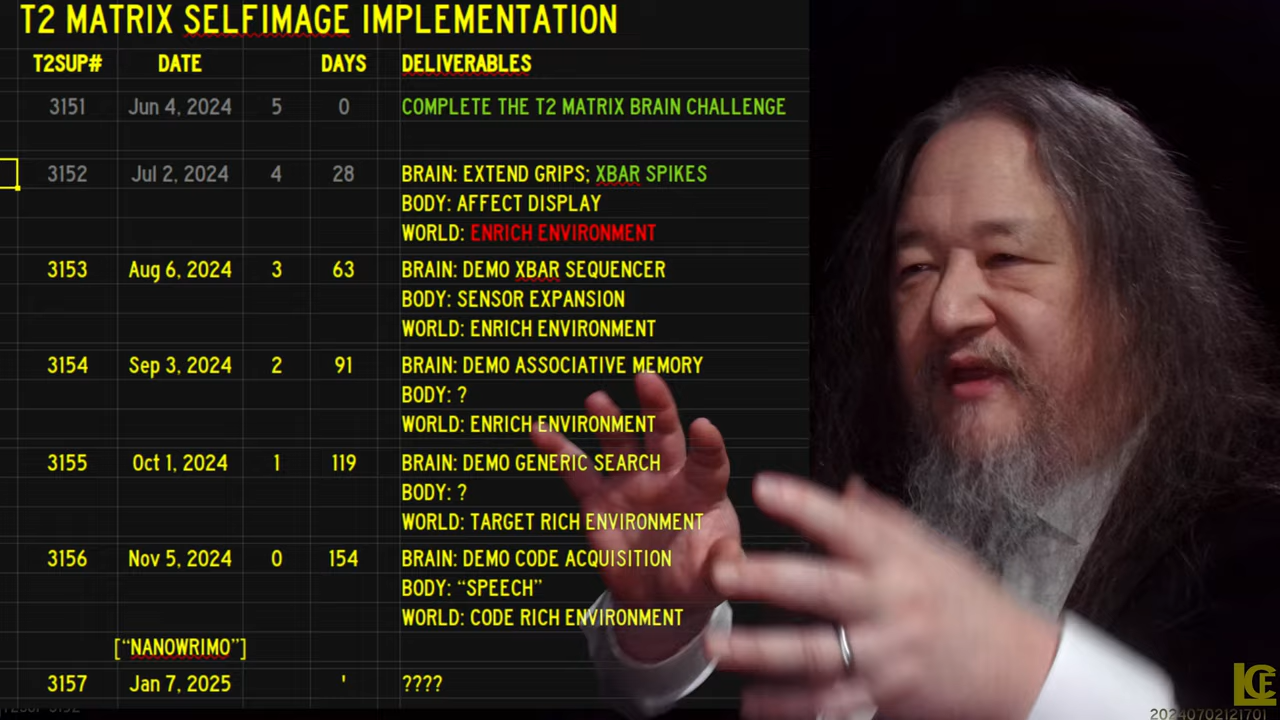 T2 MATRIX SELFIMAGE IMPLEMENTATION
T2SUP# DATE DAYS DELIVERABLES
3151 Jun 4, 2024 5 0 COMPLETE THE T2 MATRIX BRAIN CHALLENGE
3152 Jul 2, 2024 4 28 BRAIN: EXTEND GRIPS; XBAR SPIKES
BODY: AFFECT DISPLAY
WORLD: ENRICH ENVIRONMENT
3153 Aug 6, 2024 3 63 BRAIN: DEMO XBAR SEQUENCER
BODY: SENSOR EXPANSION
WORLD: ENRICH ENVIRONMENT
3154 Sep 3, 2024 2 91 BRAIN: DEMO ASSOCIATIVE MEMORY
BODY: ?
WORLD: ENRICH ENVIRONMENT
3155 Oct 1, 2024 1 119 BRAIN: DEMO GENERIC SEARCH
BODY: ?
WORLD: TARGET RICH ENVIRONMENT
3156 Nov 5, 2024 0 154 BRAIN: DEMO CODE ACQUISITION
BODY: “SPEECH”
WORLD: CODE RICH ENVIRONMENT
[“NANOWRIMO”]
3157 Jan 7, 2025 ' ????
20240702121701